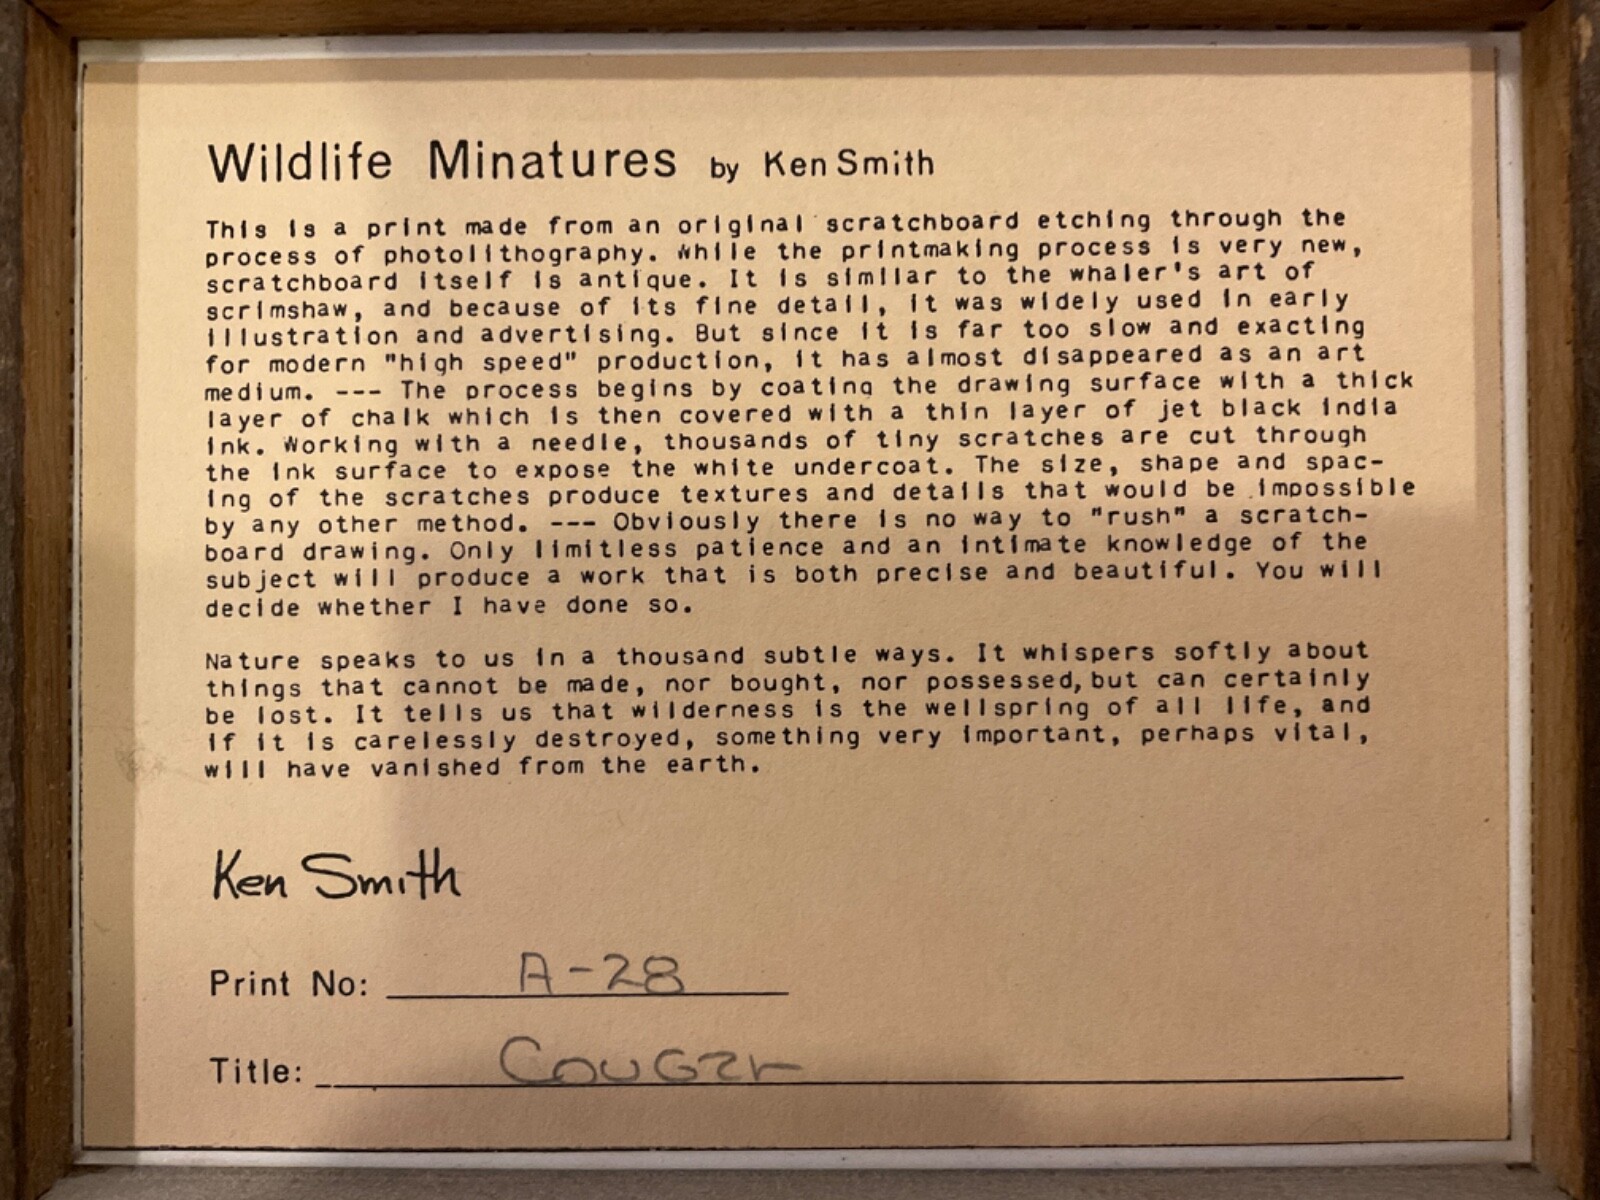 Wildlife Minatures by Ken Smith
This is a print made from an original scratchboard etching through the
process of photolithography. While the printmaking process is very new,
scratchboard itself is antique. It is similar to the whaler's art of
scrimshaw, and because of its fine detail, it was widely used in early
illustration and advertising. But since it is far too slow and exacting
for modern "high speed" production, it has almost disappeared as an art
medium. --- The process begins by coating the drawing surface with a thick
layer of chalk which is then covered with a thin layer of jet black india
ink. Working with a needle, thousands of tiny scratches are cut through
the ink surface to expose the white undercoat. The size, shape and spac-
ing of the scratches produce textures and details that would be impossible
by any other method. --- Obviously there is no way to "rush" a scratch-
board drawing. Only limitless patience and an intimate knowledge of the
subject will produce a work that is both precise and beautiful. You will
decide whether I have done so.
Nature speaks to us in a thousand subtle ways. It whispers softly about
things that cannot be made, nor bought, nor possessed, but can certainly
be lost. It tells us that wilderness is the wellspring of all life, and
if it is carelessly destroyed, something very important, perhaps vital,
will have vanished from the earth.
Ken Smith
Print No: A-28
Title: Cougar